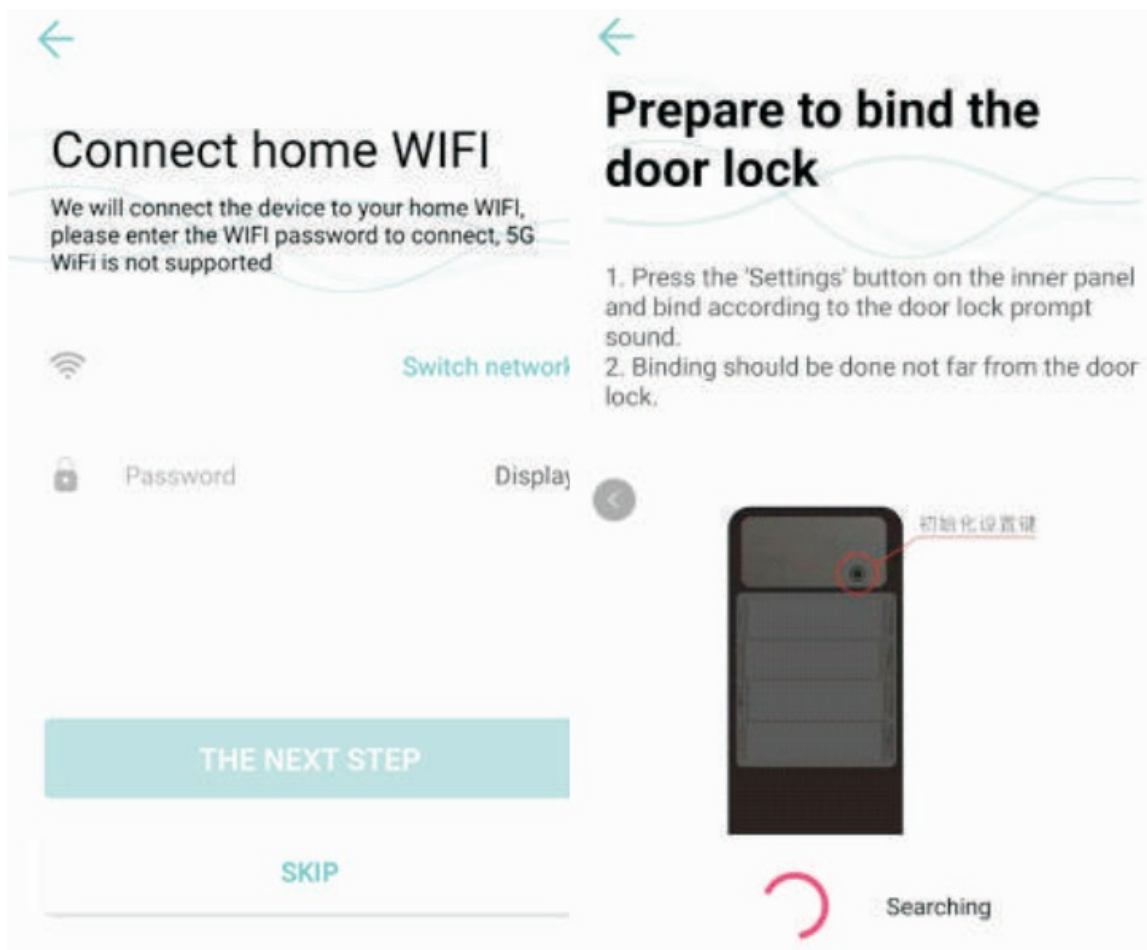 Connect home WIFI
We will connect the device to your home WIFI,
please enter the WIFI password to connect, 5G
WiFi is not supported
Switch network
Password
Display
THE NEXT STEP
SKIP
Prepare to bind the
door lock
1. Press the 'Settings' button on the inner panel
and bind according to the door lock prompt
sound.
2. Binding should be done not far from the door
lock.
初始化设置键
Searching